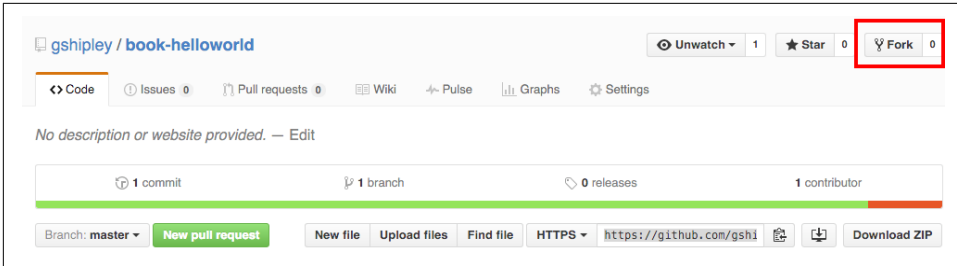 gshipley / book-helloworld
Unwatch 1 Star 0 Fork 0
Code Issues 0 Pull requests 0 Wiki Pulse Graphs Settings
No description or website provided. — Edit
1 commit 1 branch 0 releases 1 contributor
Branch: master New pull request New file Upload files Find file HTTPS https://github.com/gshi Download ZIP